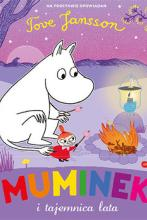 NA PODSTAWIE OPOWIADAŃ
Tove Jansson
MUMINEK
i tajemnica lata